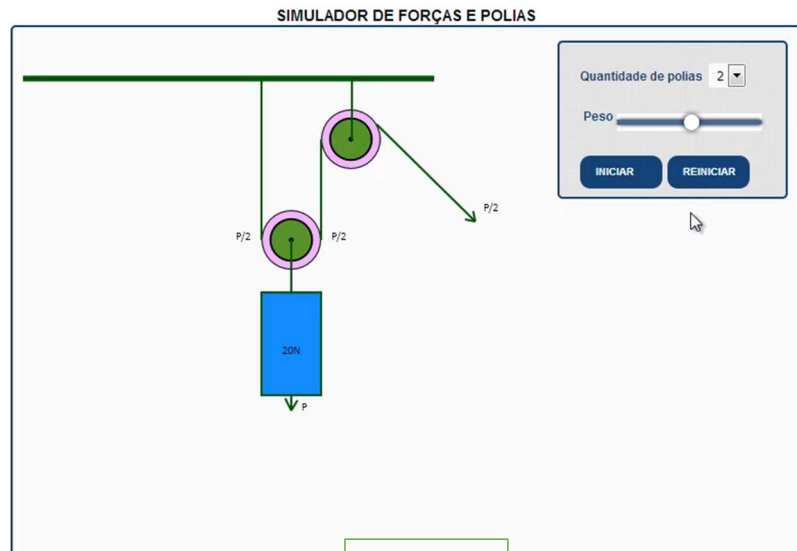 SIMULADOR DE FORÇAS E POLIAS
Quantidade de polias 2
Peso
INICIAR REINICIAR
P/2
P/2 P/2
20N
P